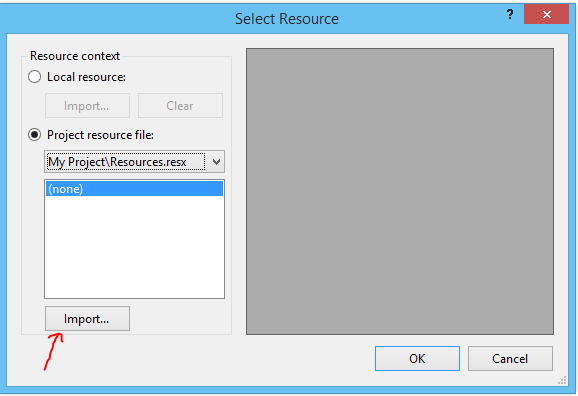 Select Resource
?
Resource context
Local resource:
Import... Clear
Project resource file:
My Project\Resources.resx
(none)
Import...
OK Cancel